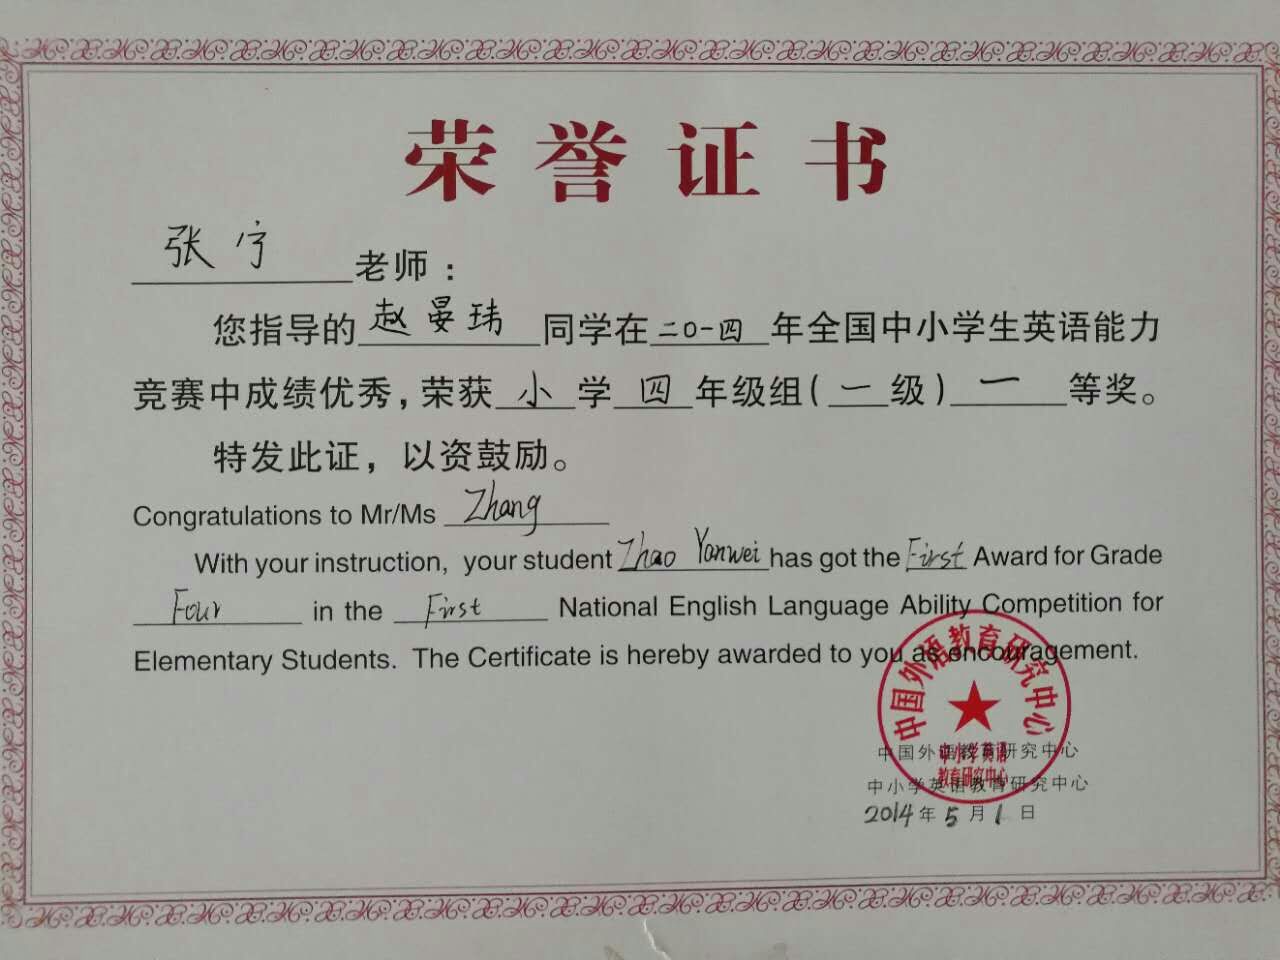 荣誉证书
张宁老师：
您指导的赵晏玮同学在二〇一四年全国中小学生英语能力
竞赛中成绩优秀，荣获小学四年级组（一级）一等奖。
特发此证，以资鼓励。
Congratulations to Mr/Ms Zhang
With your instruction, your student Zhao Yanwei has got the First Award for Grade
Four in the First National English Language Ability Competition for
Elementary Students. The Certificate is hereby awarded to you as encouragement.
中国外语教育研究中心
中小学英语
教育研究中心
中国外语教育研究中心
中小学英语教育研究中心
2014年5月1日